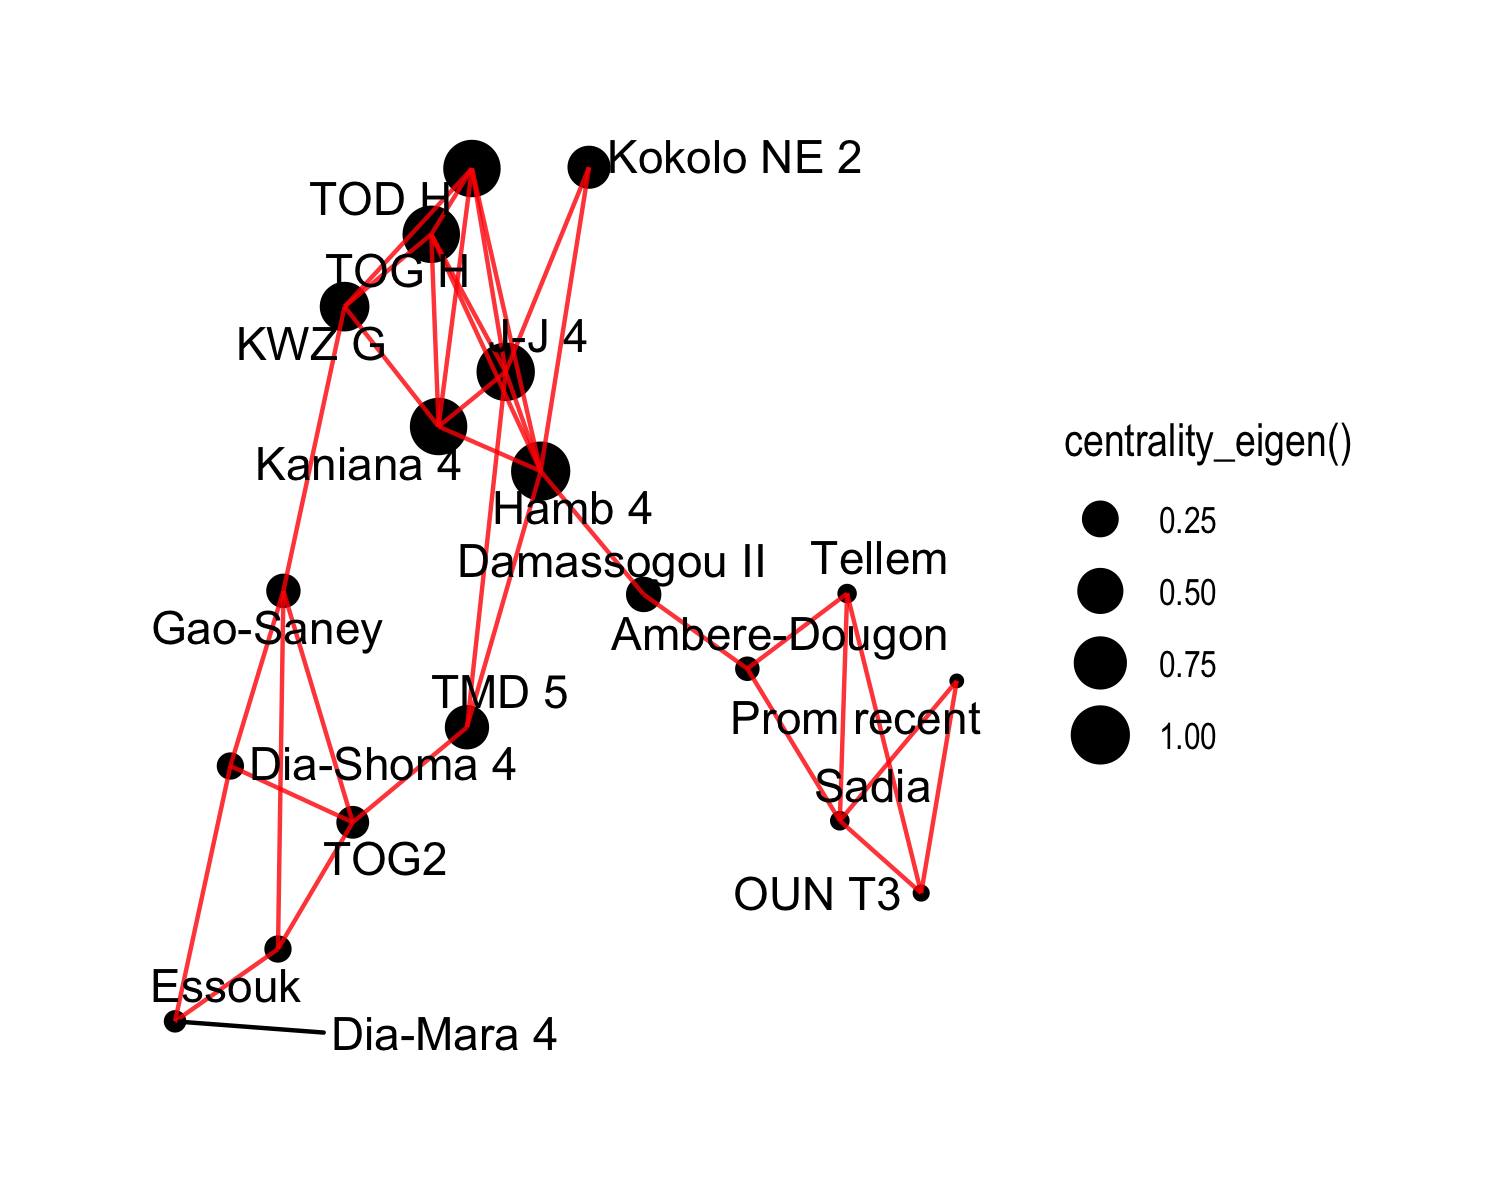 Kokolo NE 2
TOD H
TOG H
KWZ G
J-J 4
Kaniana 4
Hamb 4
Damassogou II
Tellem
Gao-Saney
Ambere-Dougon
TMD 5
Prom recent
Dia-Shoma 4
Sadia
TOG2
OUN T3
Essouk
Dia-Mara 4
centrality_eigen()
0.25
0.50
0.75
1.00